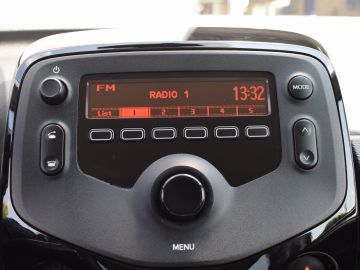 FM RADIO 1 13:32
List 1 2 3 4 5
MODE
MENU